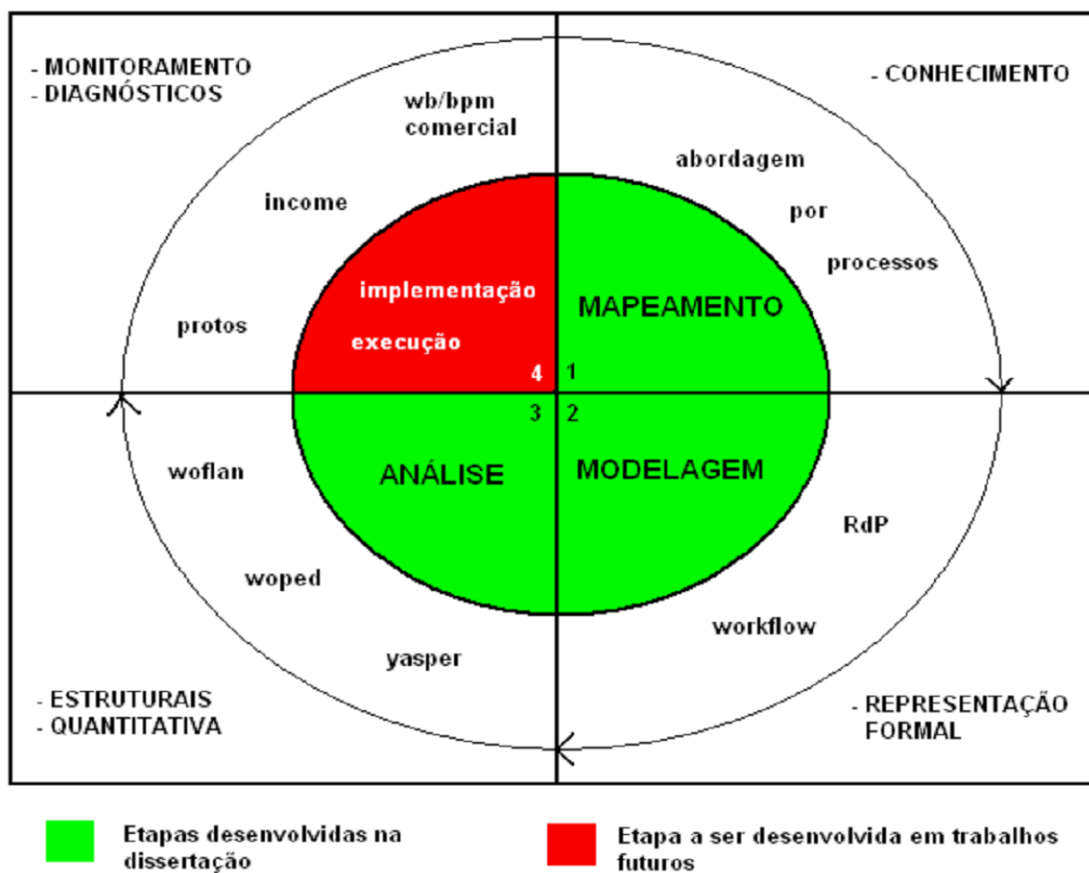 - MONITORAMENTO
- DIAGNÓSTICOS
wb/bpm
comercial
income
protos
implementação
execução
4
- CONHECIMENTO
abordagem
por
processos
MAPEAMENTO
1
3
ANÁLISE
woflan
woped
yasper
- ESTRUTURAIS
- QUANTITATIVA
2
MODELAGEM
RdP
workflow
- REPRESENTAÇÃO
FORMAL
Etapas desenvolvidas na
dissertação
Etapa a ser desenvolvida em trabalhos
futuros